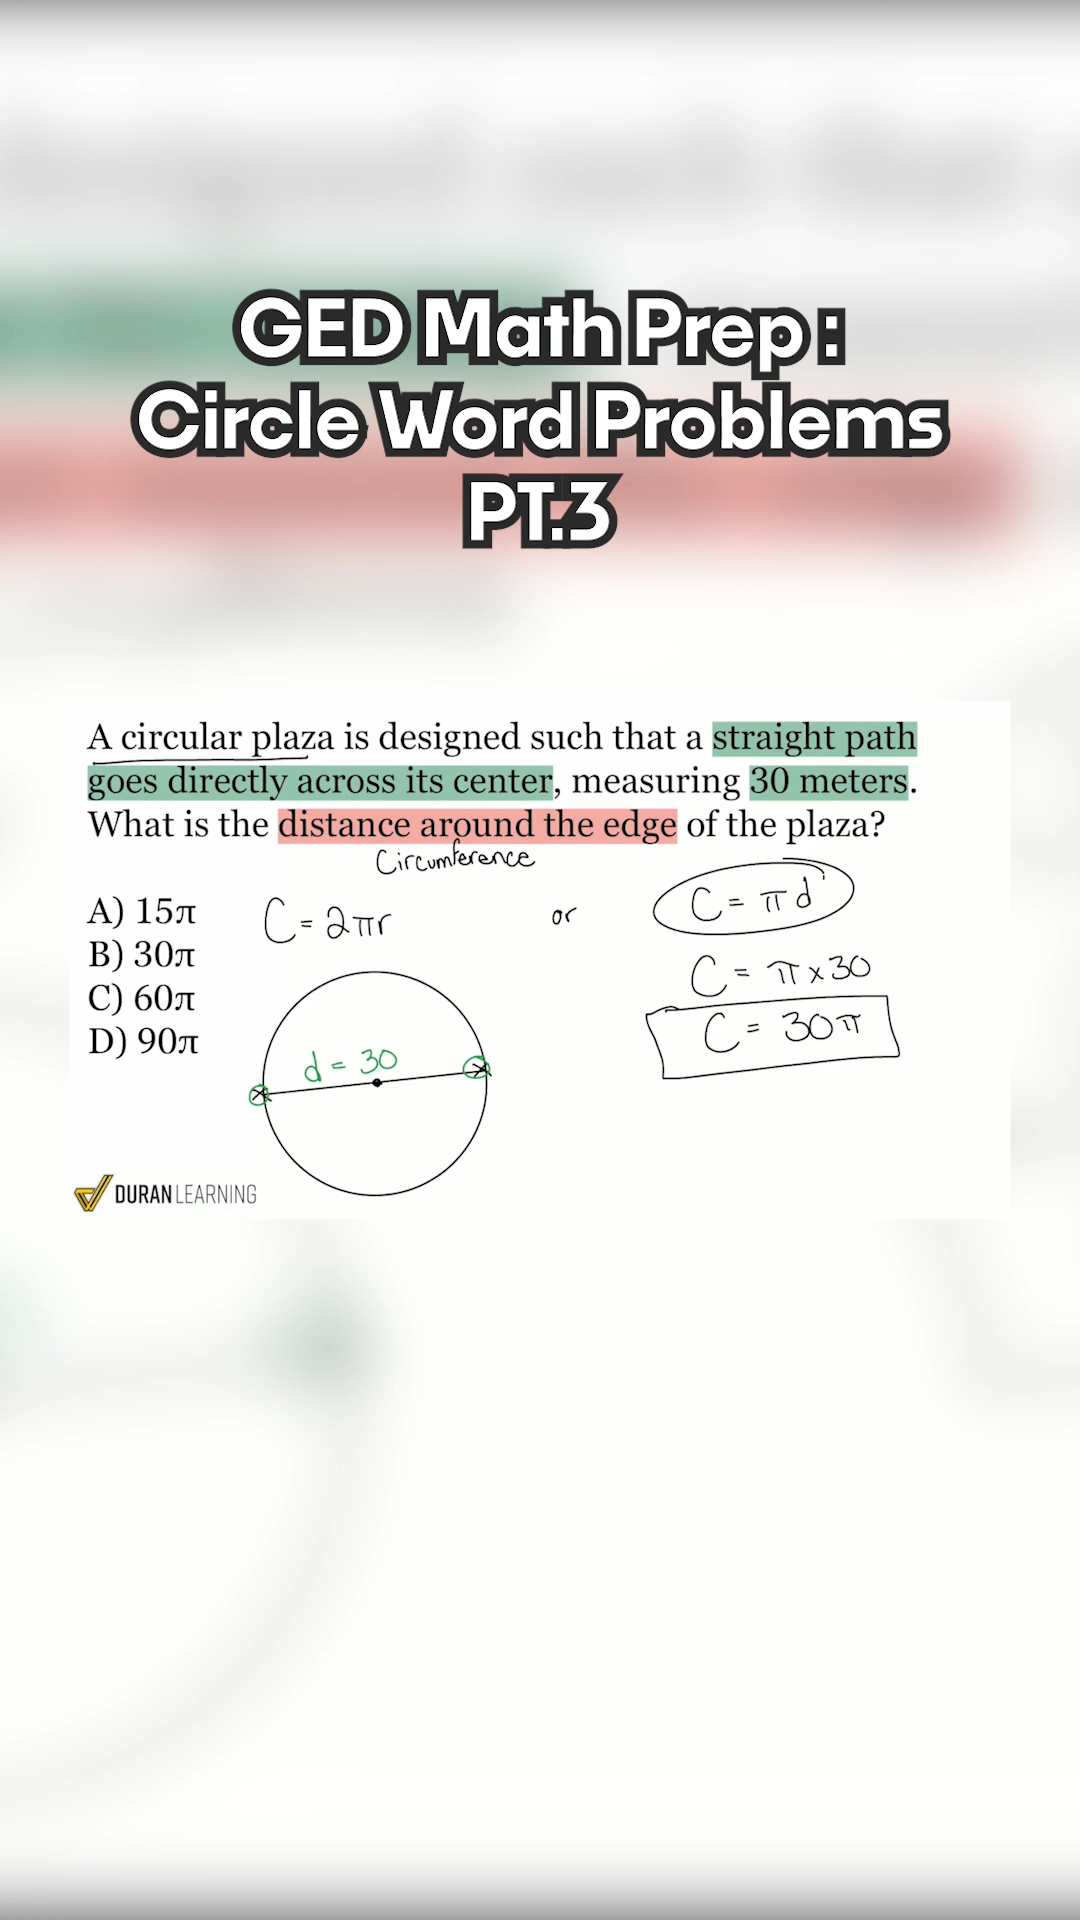 GED Math Prep :
Circle Word Problems
PT.3
A circular plaza is designed such that a straight path
goes directly across its center, measuring 30 meters.
What is the distance around the edge of the plaza?
Circumference
A) 15π
B) 30π
C) 60π
D) 90π
C = 2πr
or
C = πd
C = π x 30
C = 30π
d = 30
DURAN LEARNING